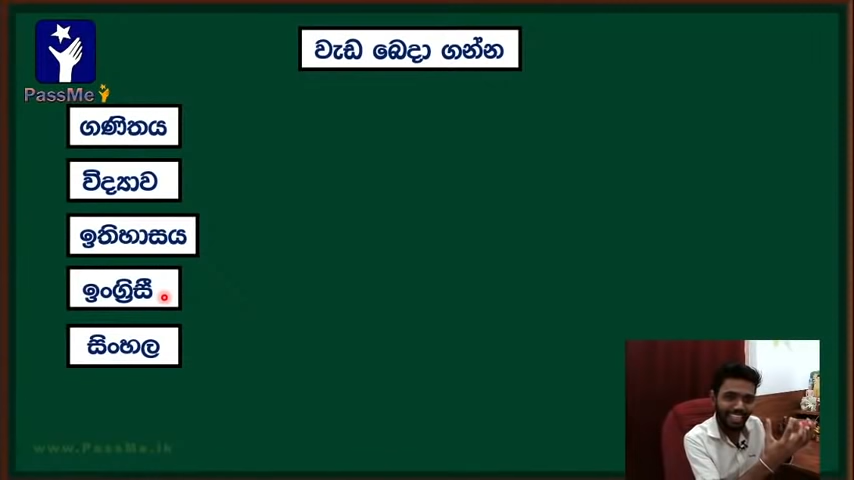 වැඩ බෙදා ගන්න
PassMe
ගණිතය
විද්‍යාව
ඉතිහාසය
ඉංග්‍රිසී
සිංහල
www.PassMe.lk